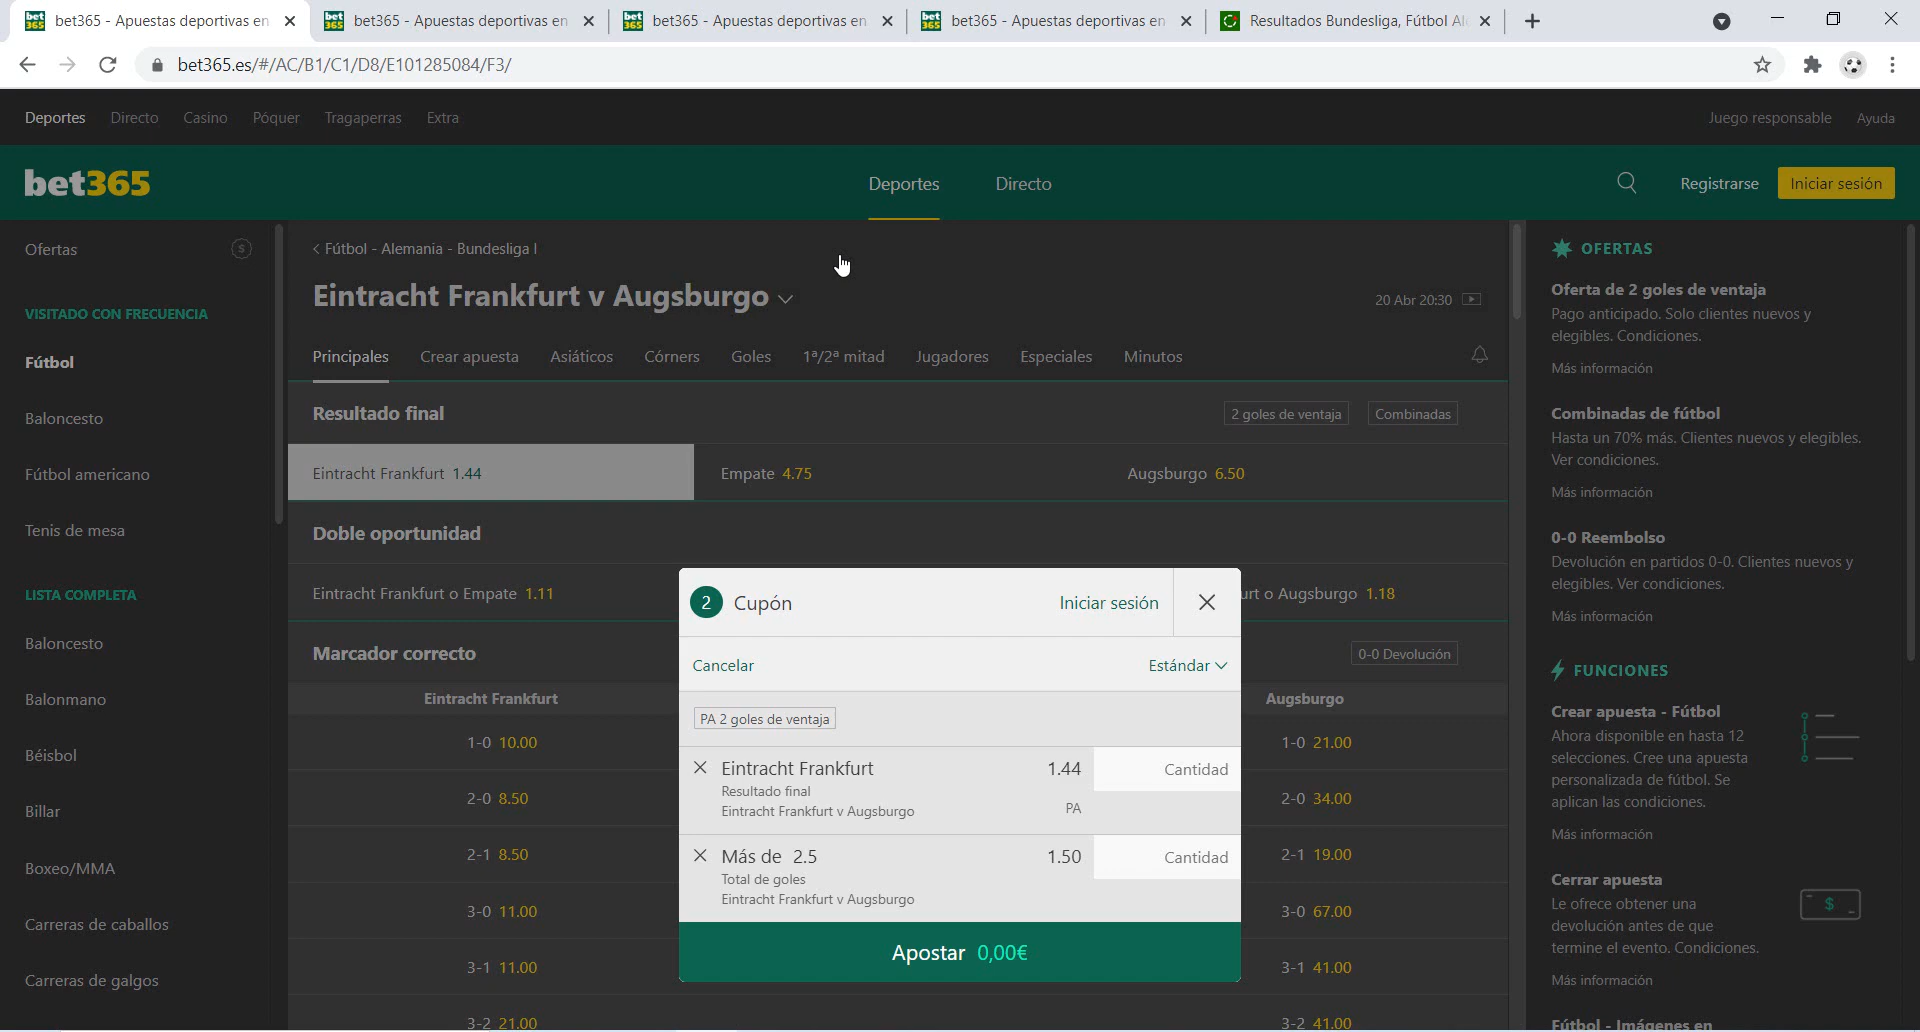 bet365 - Apuestas deportivas en
bet365 - Apuestas deportivas en
bet365 - Apuestas deportivas en
bet365 - Apuestas deportivas en
Resultados Bundesliga, Fútbol Al
bet365.es/#/AC/B1/C1/D8/E101285084/F3/
Deportes Directo Casino Póquer Tragaperras Extra
Juego responsable Ayuda
bet365
Deportes Directo
Registrarse Iniciar sesión
Ofertas
VISITADO CON FRECUENCIA
Fútbol
Baloncesto
Fútbol americano
Tenis de mesa
LISTA COMPLETA
Baloncesto
Balonmano
Béisbol
Billar
Boxeo/MMA
Carreras de caballos
Carreras de galgos
< Fútbol - Alemania - Bundesliga I
Eintracht Frankfurt v Augsburgo
20 Abr 20:30
Principales Crear apuesta Asiáticos Córners Goles 1ª/2ª mitad Jugadores Especiales Minutos
Resultado final
2 goles de ventaja Combinadas
Eintracht Frankfurt 1.44 Empate 4.75 Augsburgo 6.50
Doble oportunidad
Eintracht Frankfurt o Empate 1.11
urt o Augsburgo 1.18
Marcador correcto
0-0 Devolución
Eintracht Frankfurt
Augsburgo
1-0 10.00
1-0 21.00
2-0 8.50
2-0 34.00
2-1 8.50
2-1 19.00
3-0 11.00
3-0 67.00
3-1 11.00
3-1 41.00
3-2 21.00
3-2 41.00
2 Cupón Iniciar sesión
Cancelar Estándar
PA 2 goles de ventaja
Eintracht Frankfurt 1.44 Cantidad
Resultado final
Eintracht Frankfurt v Augsburgo PA
Más de 2.5 1.50 Cantidad
Total de goles
Eintracht Frankfurt v Augsburgo
Apostar 0,00€
OFERTAS
Oferta de 2 goles de ventaja
Pago anticipado. Solo clientes nuevos y
elegibles. Condiciones.
Más información
Combinadas de fútbol
Hasta un 70% más. Clientes nuevos y elegibles.
Ver condiciones.
Más información
0-0 Reembolso
Devolución en partidos 0-0. Clientes nuevos y
elegibles. Ver condiciones.
Más información
FUNCIONES
Crear apuesta - Fútbol
Ahora disponible en hasta 12
selecciones. Cree una apuesta
personalizada de fútbol. Se
aplican las condiciones.
Más información
Cerrar apuesta
Le ofrece obtener una
devolución antes de que
termine el evento. Condiciones.
Más información
Fútbol - Imágenes en